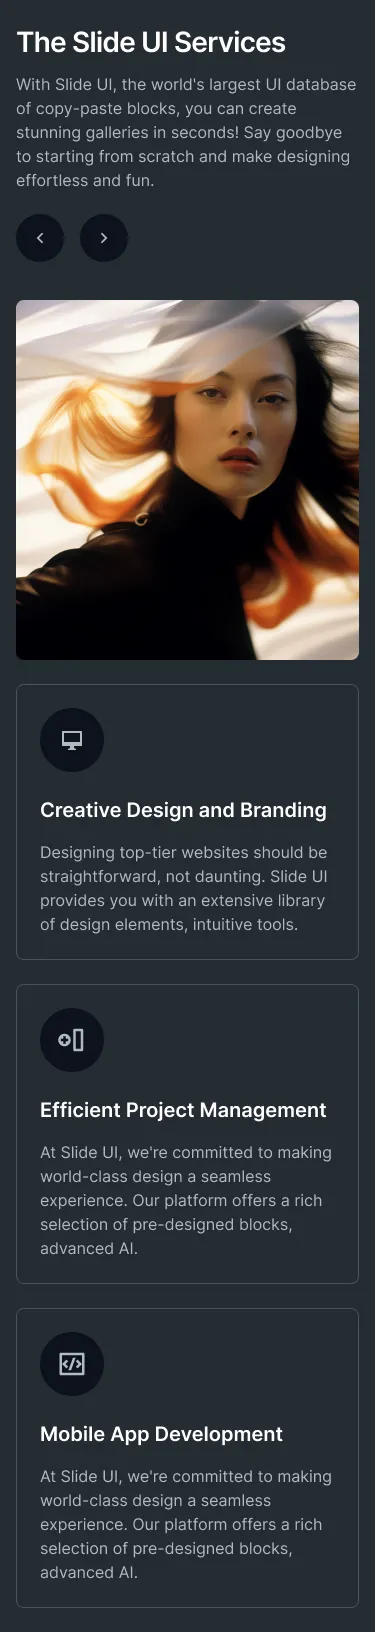 The Slide UI Services
With Slide UI, the world's largest UI database
of copy-paste blocks, you can create
stunning galleries in seconds! Say goodbye
to starting from scratch and make designing
effortless and fun.
Creative Design and Branding
Designing top-tier websites should be
straightforward, not daunting. Slide UI
provides you with an extensive library
of design elements, intuitive tools.
Efficient Project Management
At Slide UI, we're committed to making
world-class design a seamless
experience. Our platform offers a rich
selection of pre-designed blocks,
advanced AI.
Mobile App Development
At Slide UI, we're committed to making
world-class design a seamless
experience. Our platform offers a rich
selection of pre-designed blocks,
advanced AI.